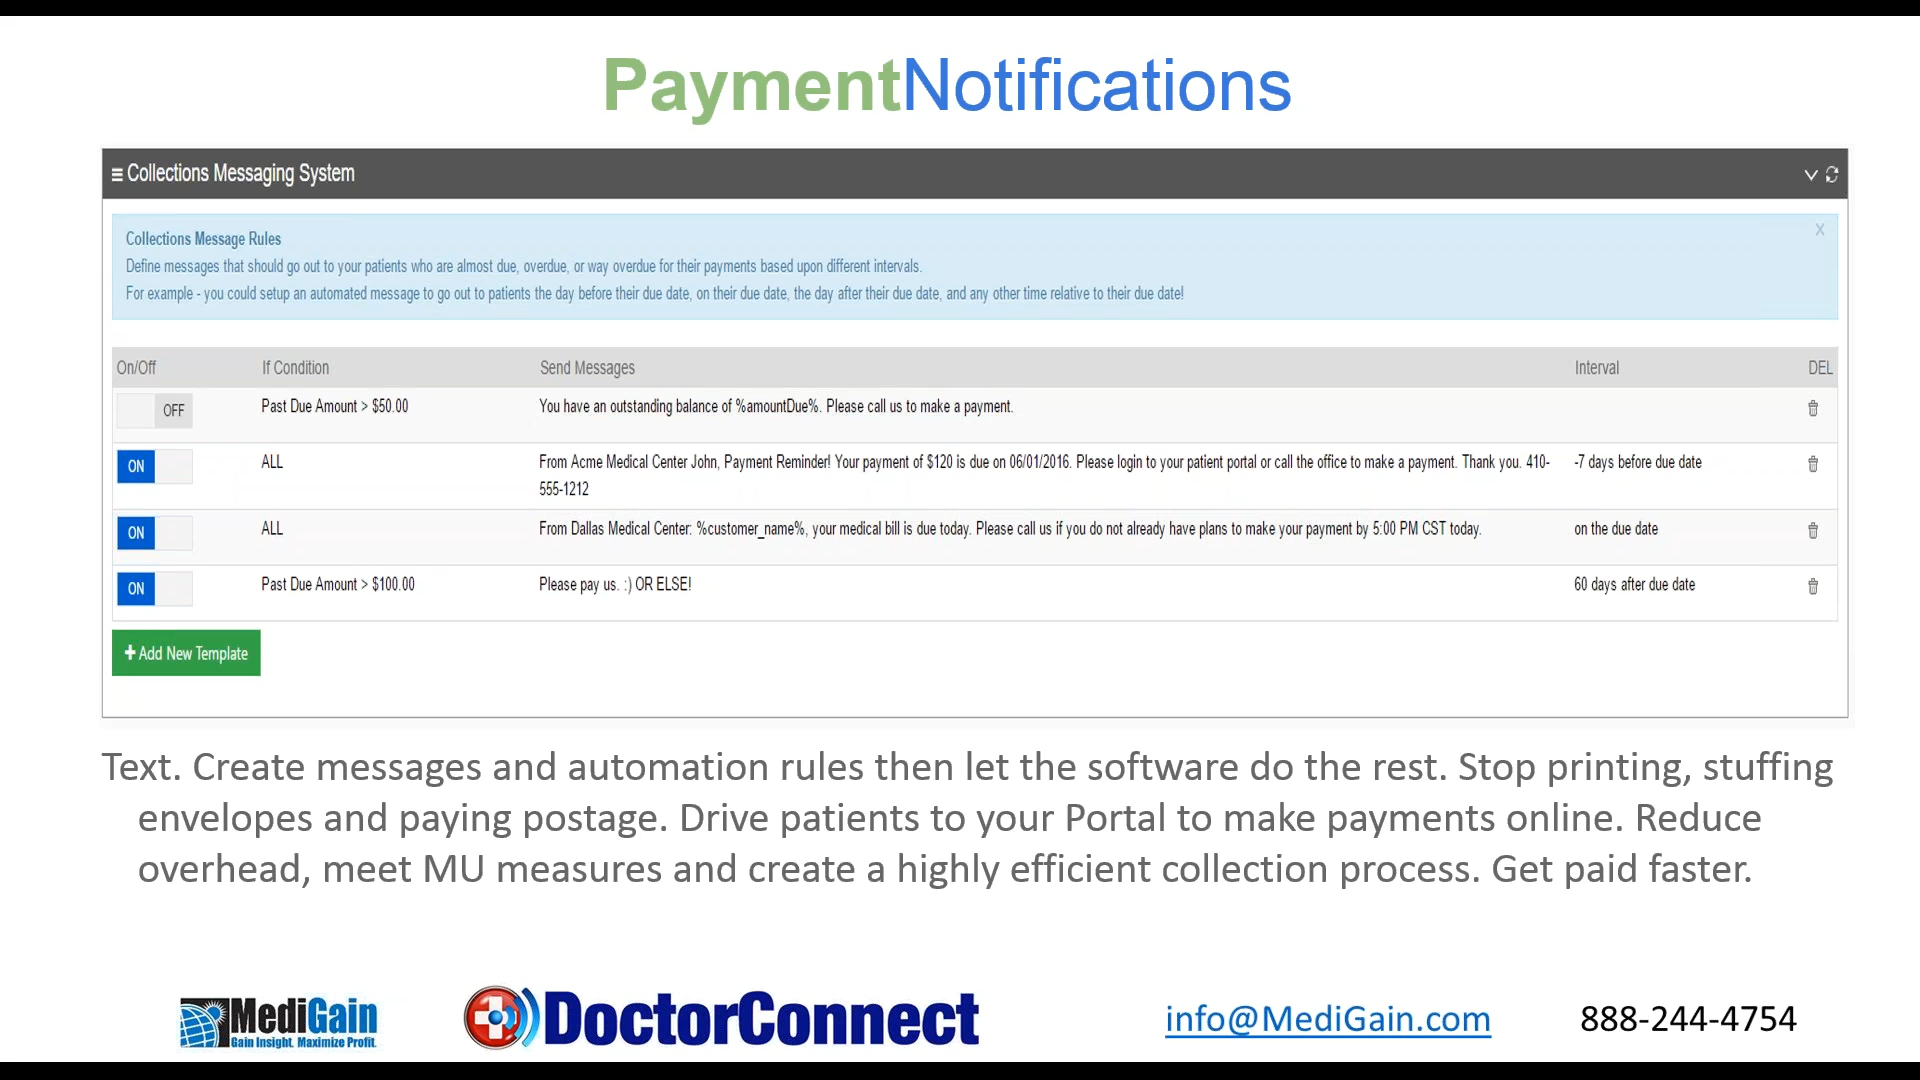 PaymentNotifications
Collections Messaging System
Collections Message Rules
X
Define messages that should go out to your patients who are almost due, overdue, or way overdue for their payments based upon different intervals.
For example - you could setup an automated message to go out to patients the day before their due date, on their due date, the day after their due date, and any other time relative to their due date!
On/Off If Condition Send Messages Interval DEL
OFF Past Due Amount > $50.00 You have an outstanding balance of %amountDue%. Please call us to make a payment.
ON ALL From Acme Medical Center John, Payment Reminder! Your payment of $120 is due on 06/01/2016. Please login to your patient portal or call the office to make a payment. Thank you. 410- -7 days before due date
555-1212
ON ALL From Dallas Medical Center: %customer_name%, your medical bill is due today. Please call us if you do not already have plans to make your payment by 5:00 PM CST today. on the due date
ON Past Due Amount > $100.00 Please pay us. :) OR ELSE! 60 days after due date
+ Add New Template
Text. Create messages and automation rules then let the software do the rest. Stop printing, stuffing
envelopes and paying postage. Drive patients to your Portal to make payments online. Reduce
overhead, meet MU measures and create a highly efficient collection process. Get paid faster.
MediGain
Gain Insight. Maximize Profit.
DoctorConnect
info@MediGain.com 888-244-4754